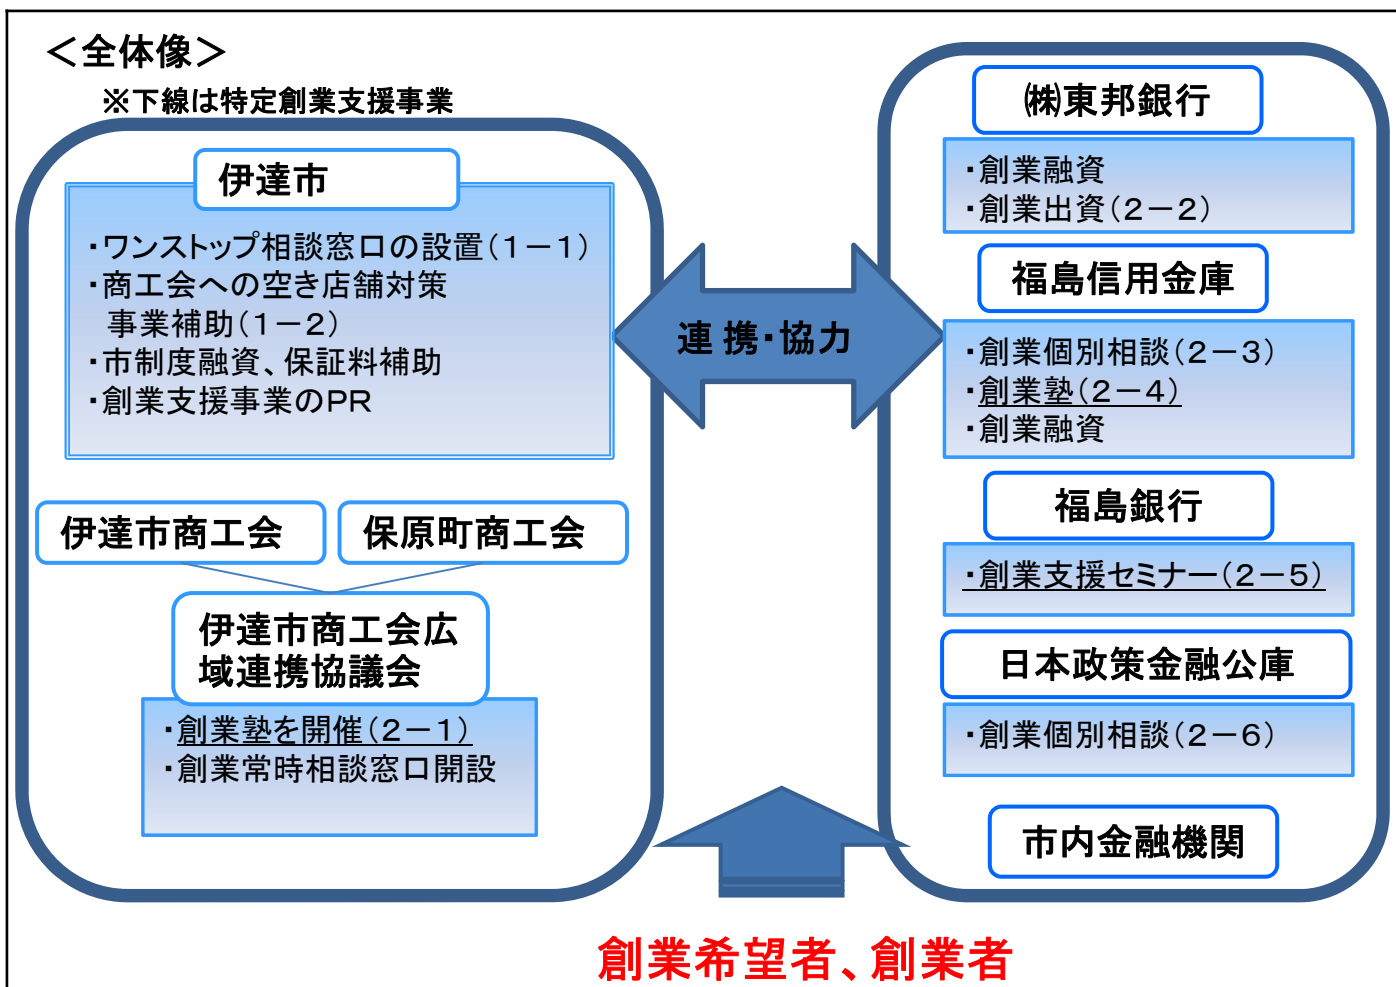 ＜全体像＞
※下線は特定創業支援事業
伊達市
・ワンストップ相談窓口の設置(１－１)
・商工会への空き店舗対策
事業補助(１－２)
・市制度融資、保証料補助
・創業支援事業のPR
伊達市商工会
保原町商工会
伊達市商工会広
域連携協議会
・創業塾を開催(２－１)
・創業常時相談窓口開設
連携・協力
㈱東邦銀行
・創業融資
・創業出資(２－２)
福島信用金庫
・創業個別相談(２－３)
・創業塾(２－４)
・創業融資
福島銀行
・創業支援セミナー(２－５)
日本政策金融公庫
・創業個別相談(２－６)
市内金融機関
創業希望者、創業者